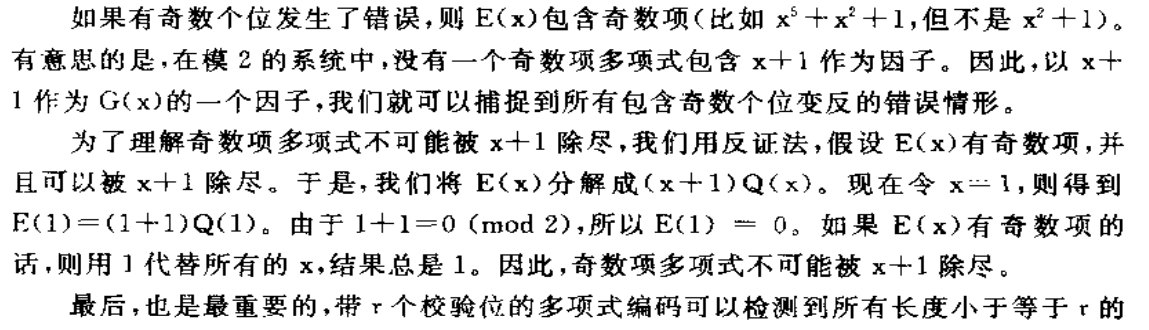 如果有奇数个位发生了错误,则 E(x)包含奇数项(比如 x⁵+x²+1,但不是 x²+1)。
有意思的是,在模 2 的系统中,没有一个奇数项多项式包含 x+1 作为因子。因此,以 x+
1 作为 G(x)的一个因子,我们就可以捕捉到所有包含奇数个位变反的错误情形。
为了理解奇数项多项式不可能被 x+1 除尽,我们用反证法,假设 E(x)有奇数项,并
且可以被 x+1 除尽。于是,我们将 E(x)分解成(x+1)Q(x)。现在令 x=1,则得到
E(1)=(1+1)Q(1)。由于 1+1=0 (mod 2),所以 E(1) = 0。如果 E(x)有奇数项的
话,则用 1 代替所有的 x,结果总是 1。因此,奇数项多项式不可能被 x+1 除尽。
最后,也是最重要的,带 r 个校验位的多项式编码可以检测到所有长度小于等于 r 的